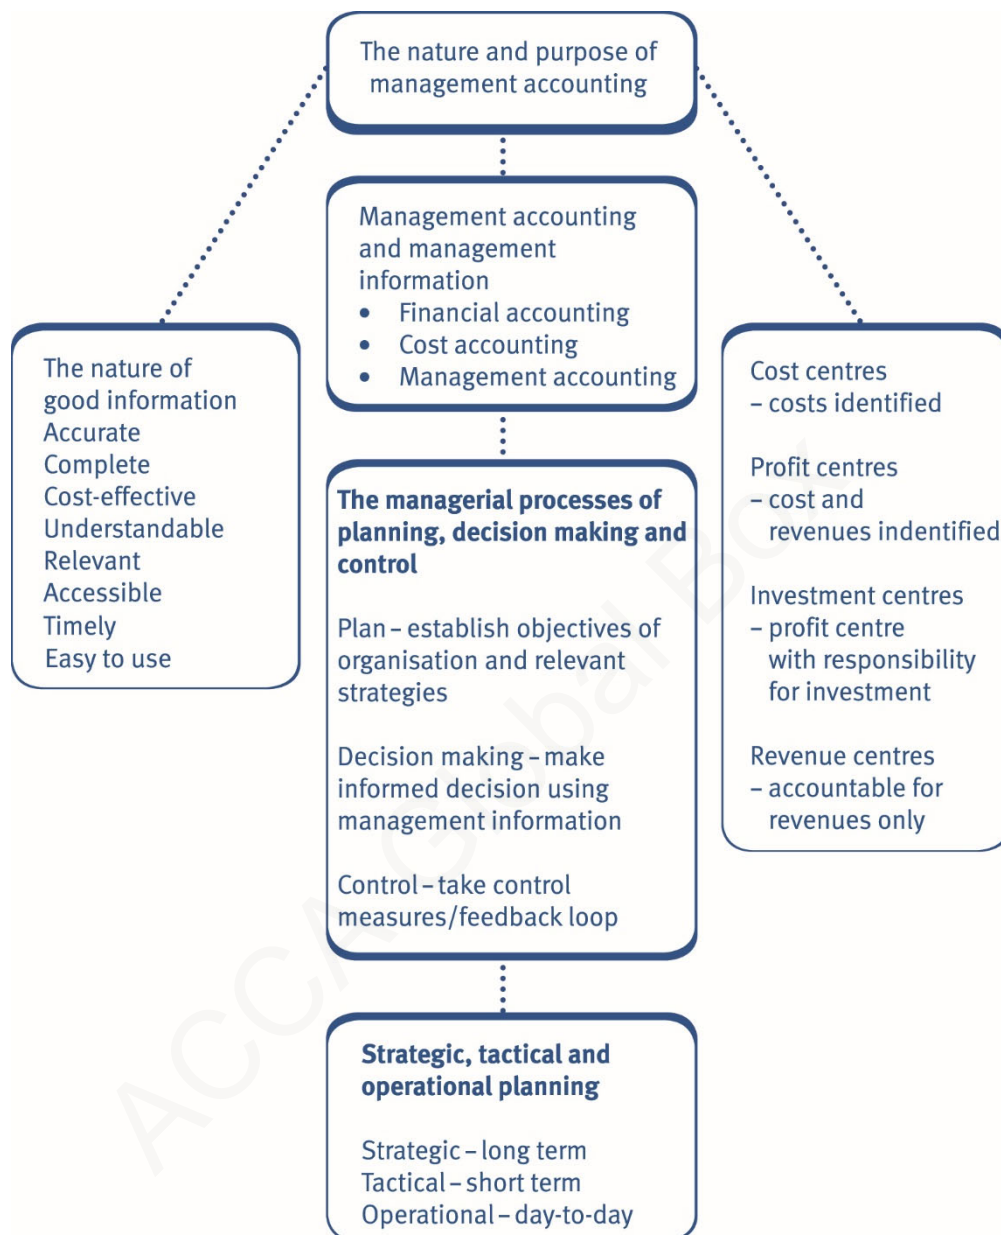 The nature and purpose of
management accounting
Management accounting
and management
information
• Financial accounting
• Cost accounting
• Management accounting
The nature of
good information
Accurate
Complete
Cost-effective
Understandable
Relevant
Accessible
Timely
Easy to use
The managerial processes of
planning, decision making and
control
Plan – establish objectives of
organisation and relevant
strategies
Decision making – make
informed decision using
management information
Control – take control
measures/feedback loop
Cost centres
– costs identified
Profit centres
– cost and
revenues indentified
Investment centres
– profit centre
with responsibility
for investment
Revenue centres
– accountable for
revenues only
Strategic, tactical and
operational planning
Strategic – long term
Tactical – short term
Operational – day-to-day
ACCA Global Box